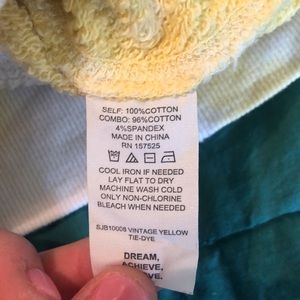 SELF: 100%COTTON
COMBO: 96%COTTON
4%SPANDEX
MADE IN CHINA
RN 157525
COOL IRON IF NEEDED
LAY FLAT TO DRY
MACHINE WASH COLD
ONLY NON-CHLORINE
BLEACH WHEN NEEDED
SJB10006 VINTAGE YELLOW
TIE-DYE
DREAM,
ACHIEVE,